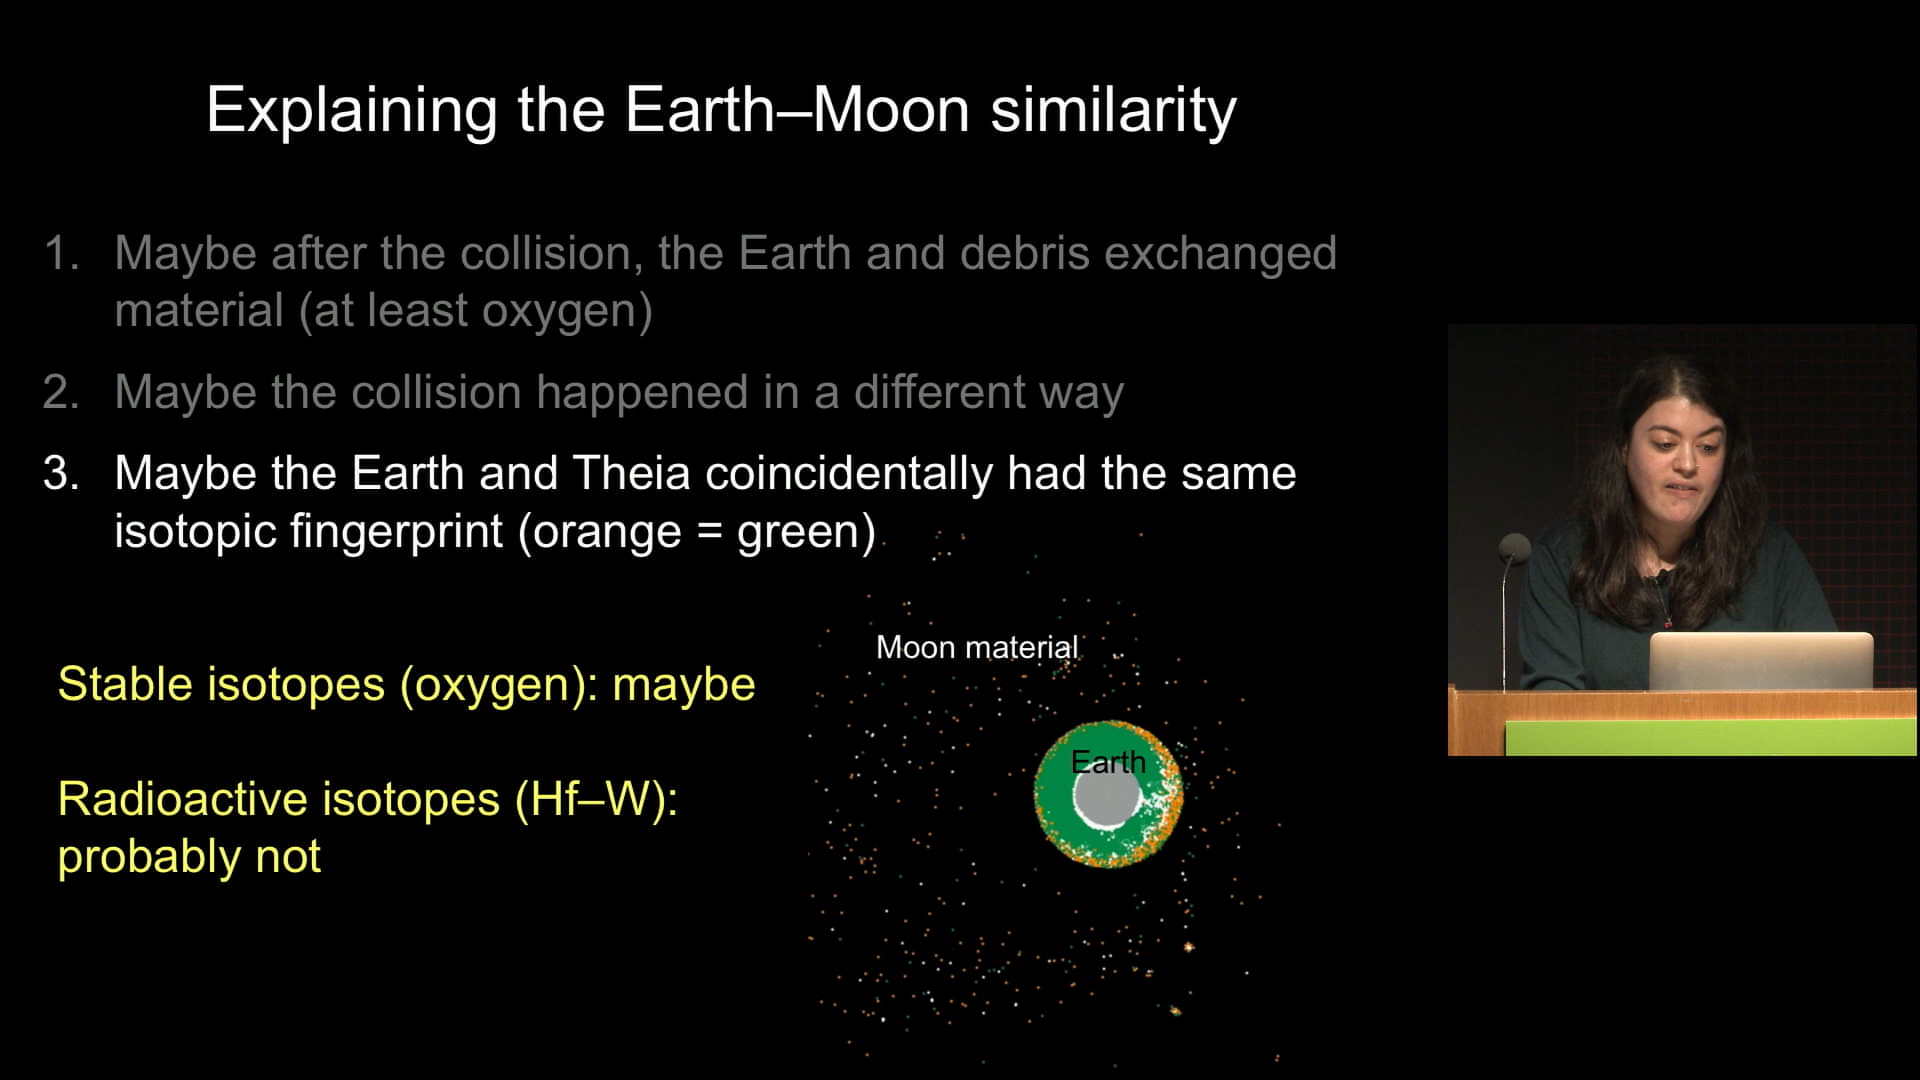 Explaining the Earth–Moon similarity
1. Maybe after the collision, the Earth and debris exchanged
material (at least oxygen)
2. Maybe the collision happened in a different way
3. Maybe the Earth and Theia coincidentally had the same
isotopic fingerprint (orange = green)
Moon material
Stable isotopes (oxygen): maybe
Earth
Radioactive isotopes (Hf–W):
probably not